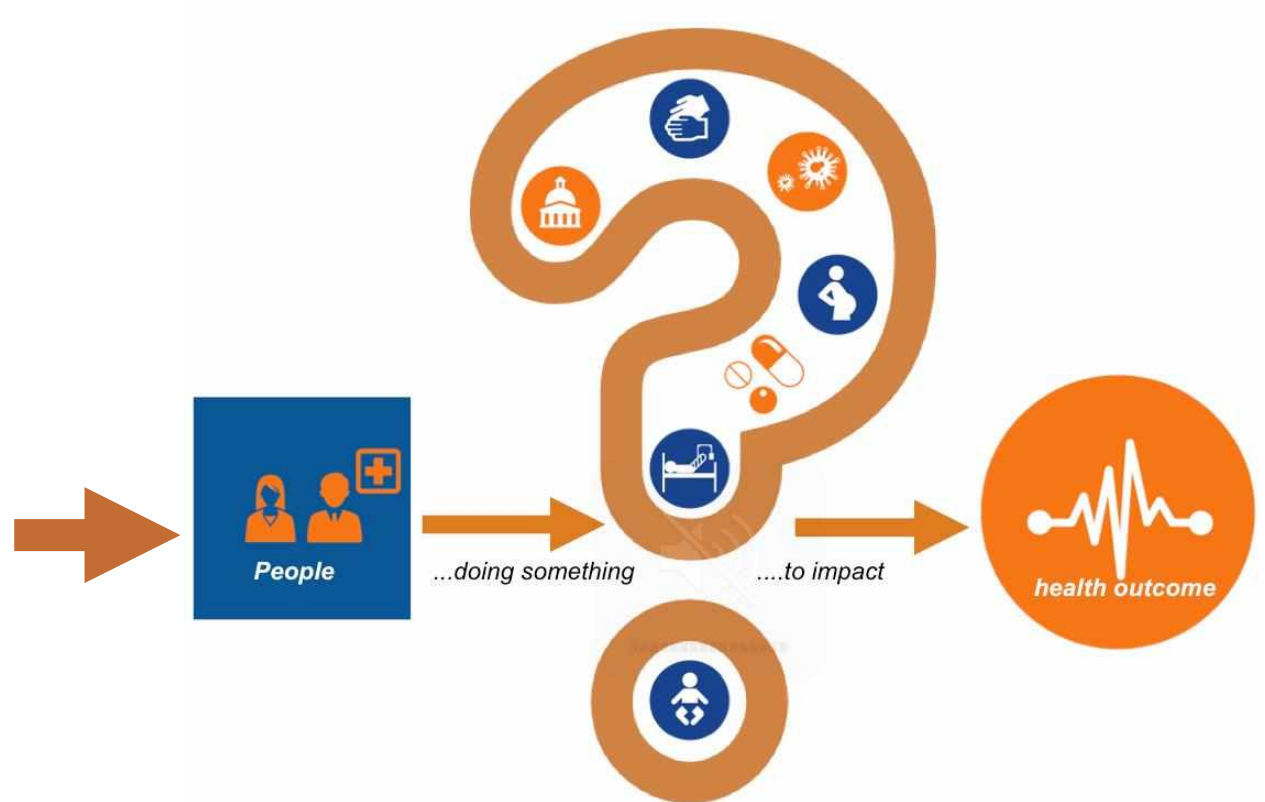 People
...doing something
....to impact
health outcome